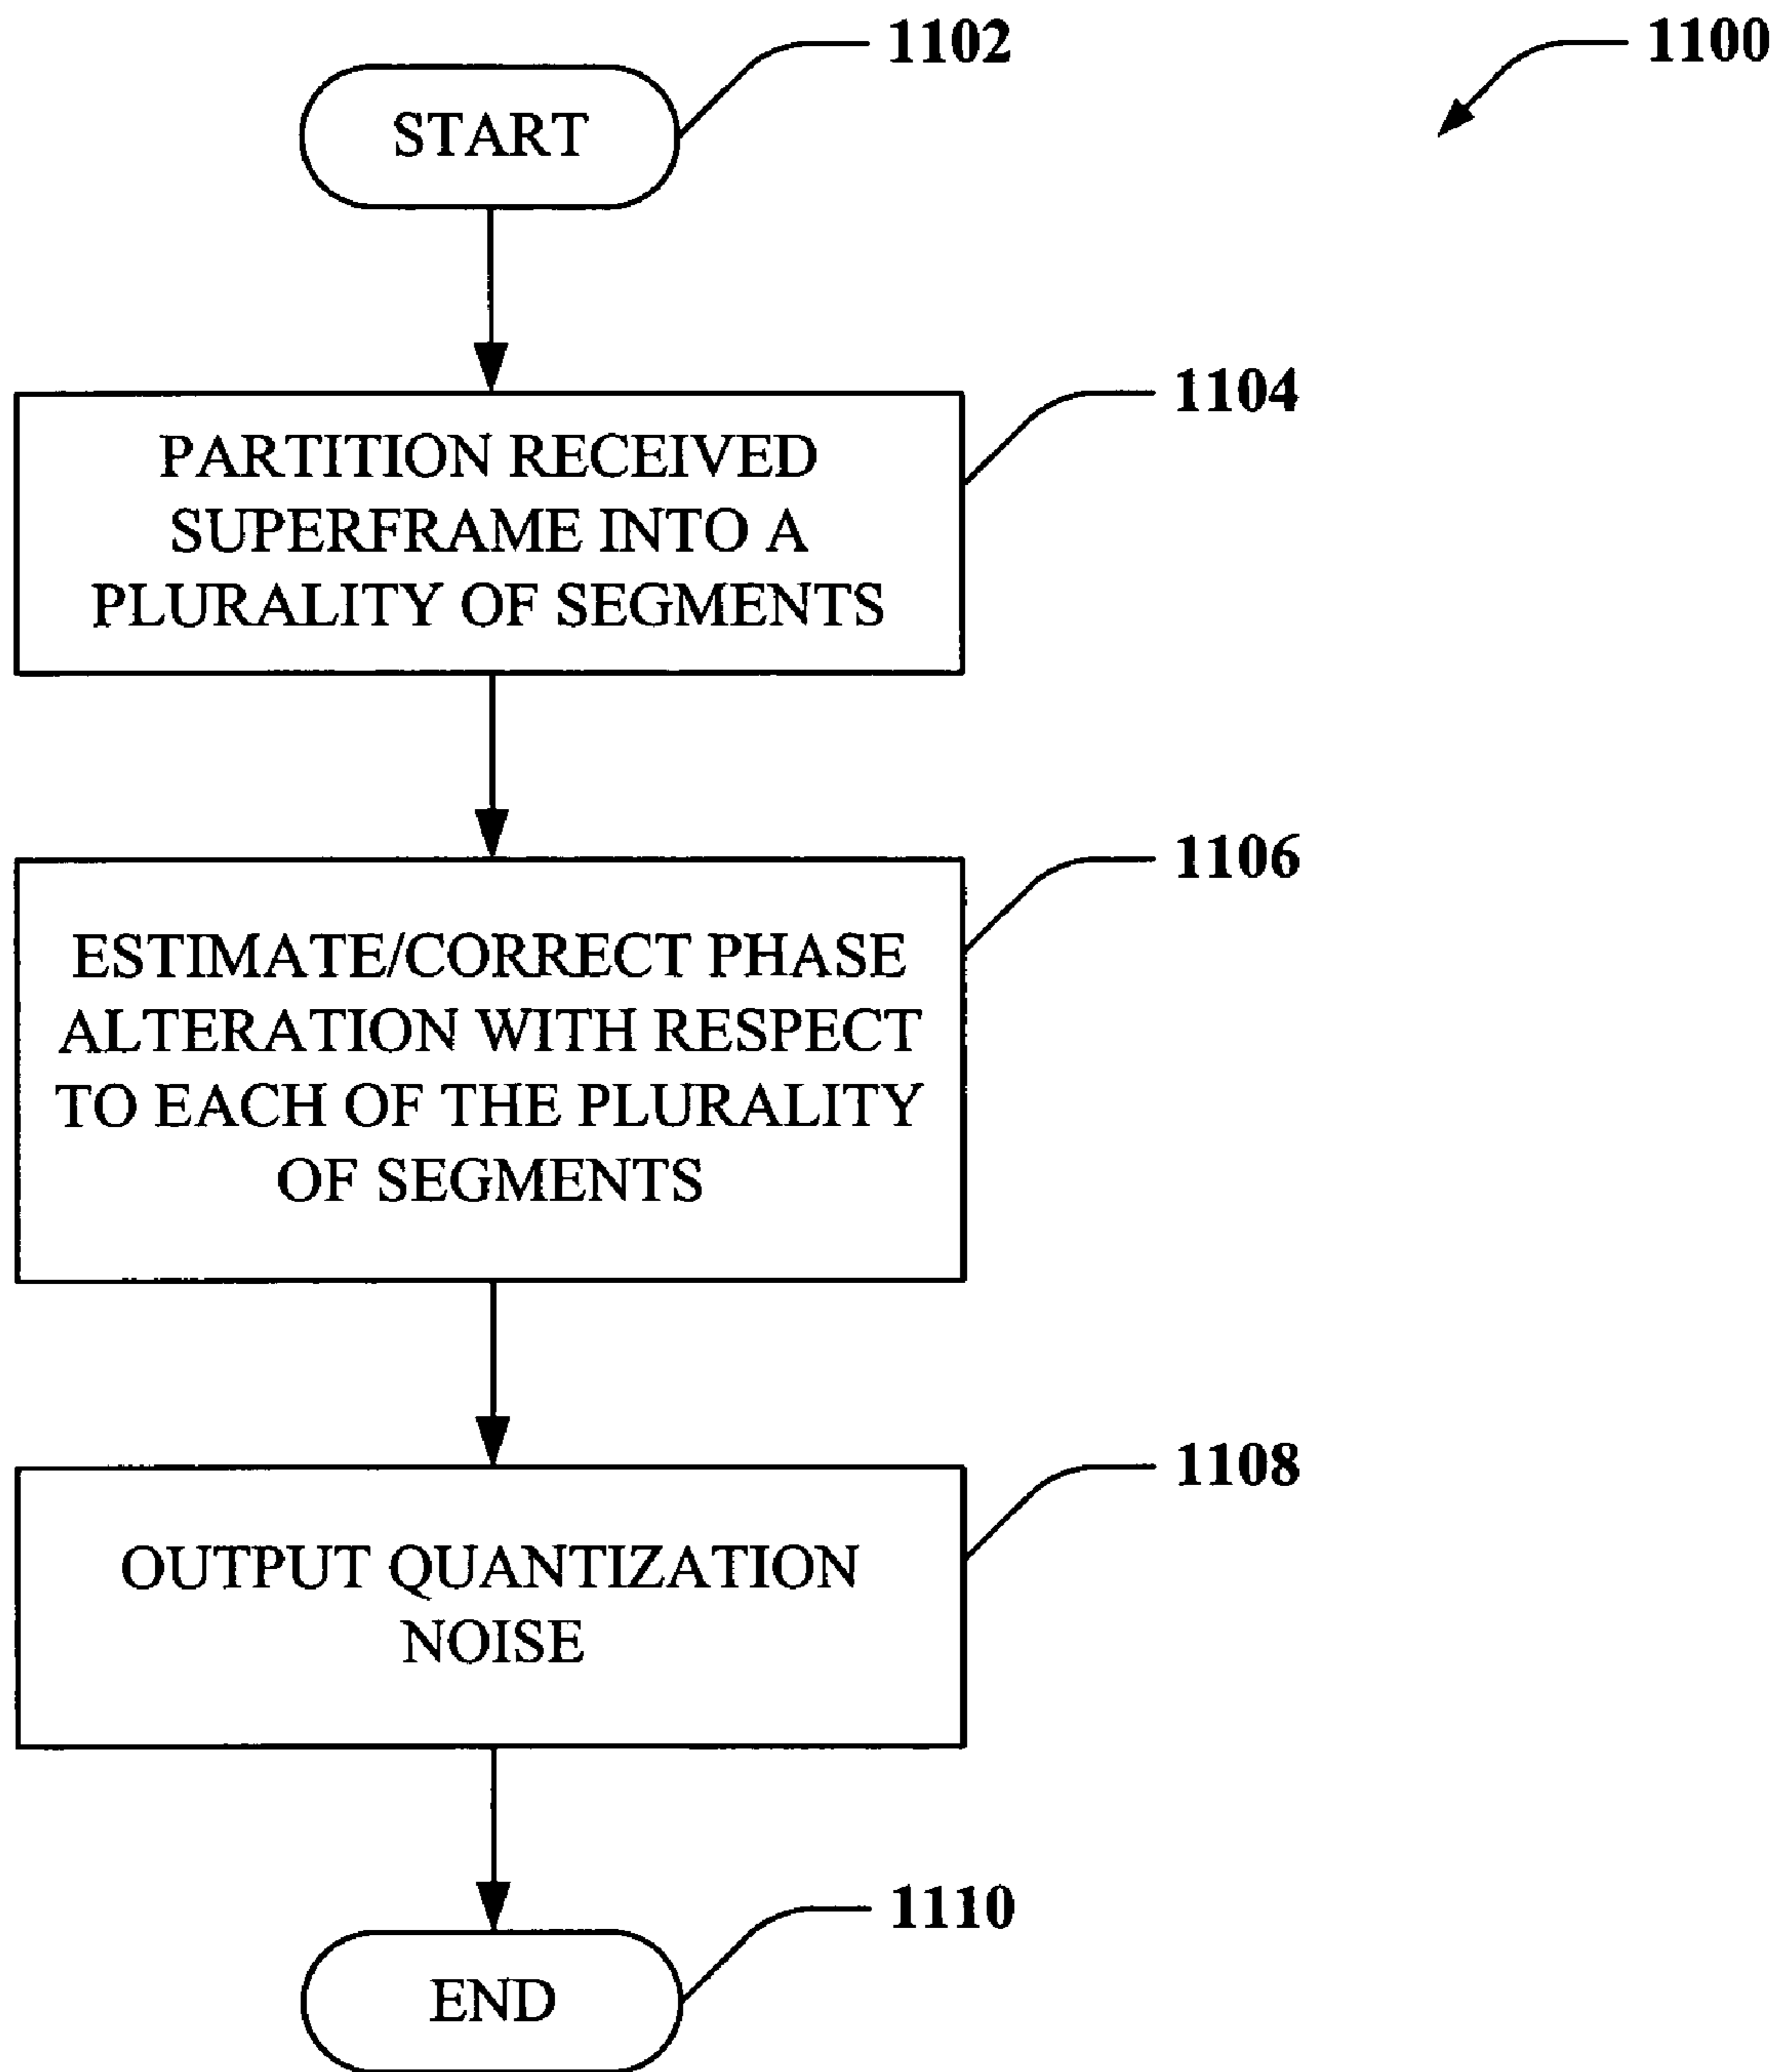 1102
1100
START
1104
PARTITION RECEIVED
SUPERFRAME INTO A
PLURALITY OF SEGMENTS
1106
ESTIMATE/CORRECT PHASE
ALTERATION WITH RESPECT
TO EACH OF THE PLURALITY
OF SEGMENTS
1108
OUTPUT QUANTIZATION
NOISE
1110
END